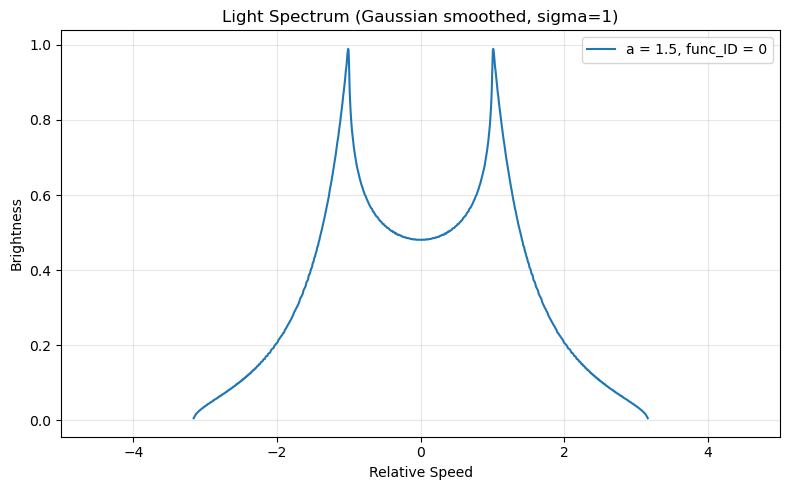 Light Spectrum (Gaussian smoothed, sigma=1)
a = 1.5, func_ID = 0
Brightness
1.0
0.8
0.6
0.4
0.2
0.0
−4 −2 0 2 4
Relative Speed